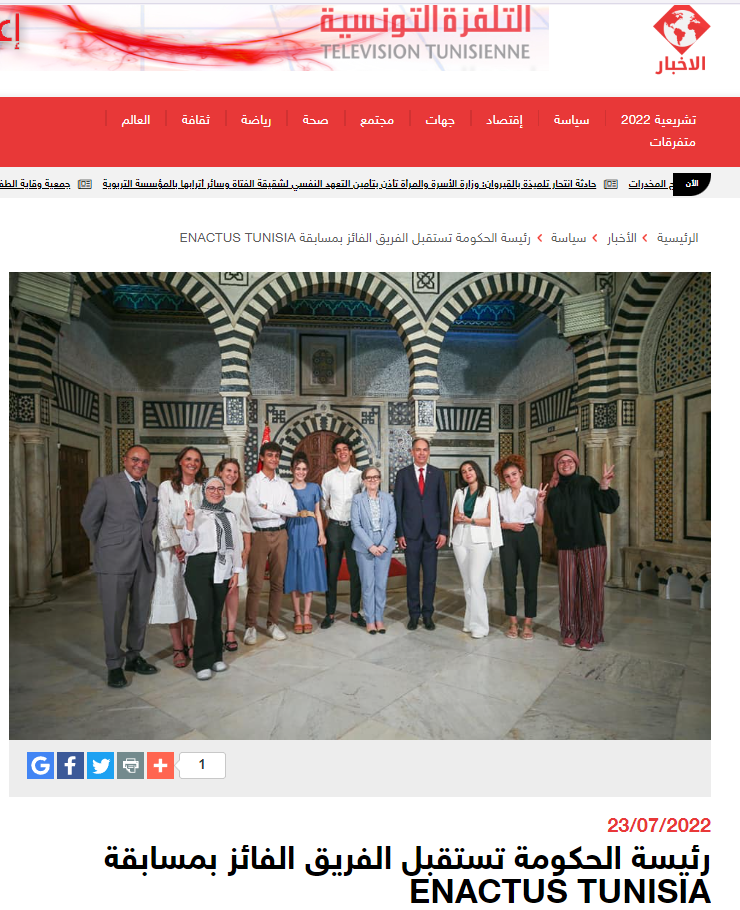 التلفزة التونسية
TELEVISION TUNISIENNE
الاخبار
تشريعية 2022
سياسة
إقتصاد
جهات
مجتمع
صحة
رياضة
ثقافة
العالم
متفرقات
الآن
المخدرات
حادثة انتحار تلميذة بالقيروان: وزارة الأسرة والمرأة تأذن بتأمين التعهد النفسي لشقيقة الفتاة وسائر أترابها بالمؤسسة التربوية
جمعية وقاية
الرئيسية
الأخبار
سياسة
رئيسة الحكومة تستقبل الفريق الفائز بمسابقة ENACTUS TUNISIA
1
23/07/2022
رئيسة الحكومة تستقبل الفريق الفائز بمسابقة
ENACTUS TUNISIA